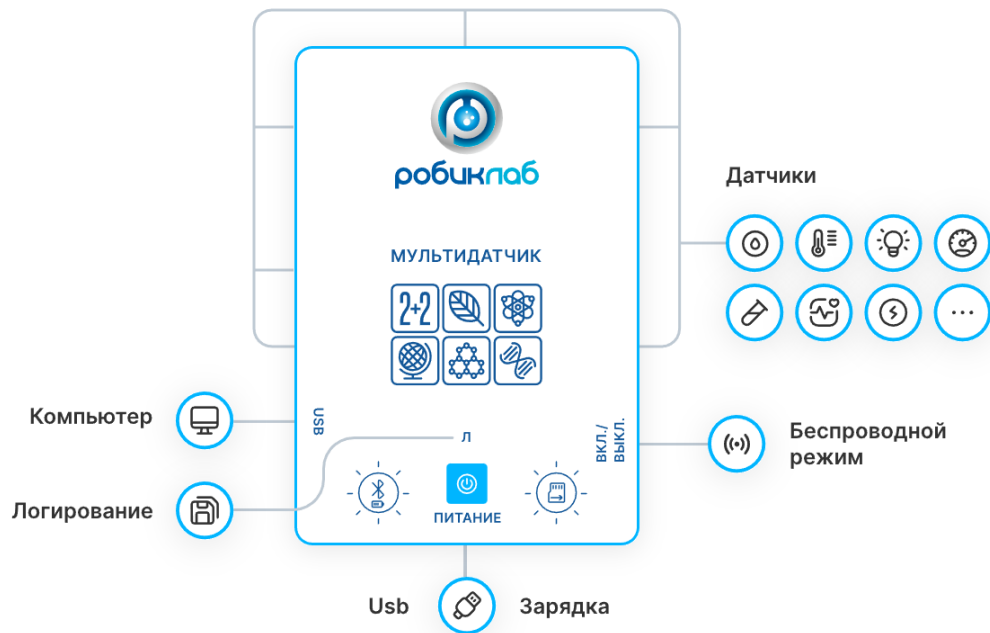 робиклаб
Датчики
МУЛЬТИДАТЧИК
2+2
Компьютер
USB
Л
ВКЛ./
ВЫКЛ.
Беспроводной
режим
Логирование
ПИТАНИЕ
Usb
Зарядка